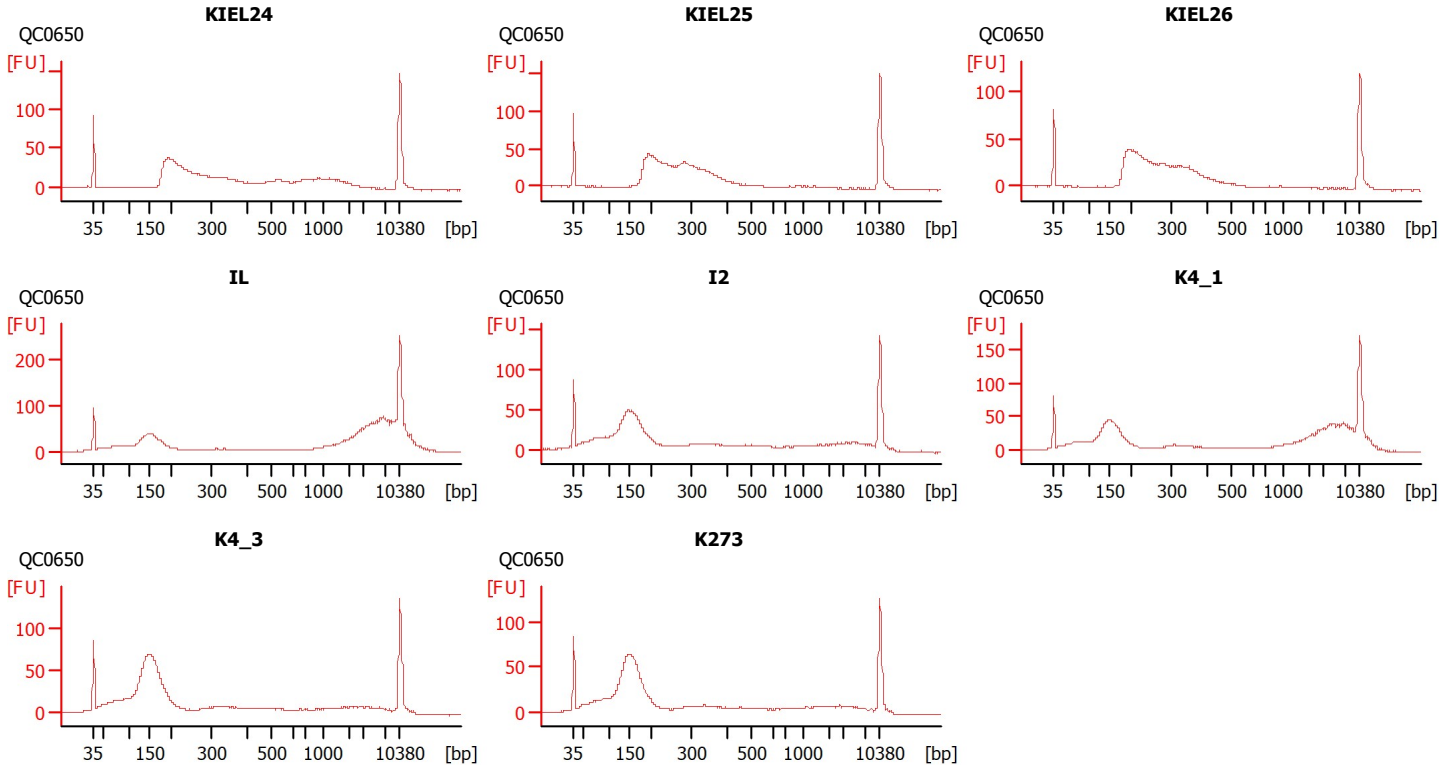 KIEL24 KIEL25 KIEL26
QC0650 QC0650 QC0650
[FU] [FU] [FU]
100 100 100
50 50 50
0 0 0
35 150 300 500 1000 10380 [bp] 35 150 300 500 1000 10380 [bp] 35 150 300 500 1000 10380 [bp]
IL I2 K4_1
QC0650 QC0650 QC0650
[FU] [FU] [FU]
200 100 150
100 50 100
0 0 50
0
35 150 300 500 1000 10380 [bp] 35 150 300 500 1000 10380 [bp] 35 150 300 500 1000 10380 [bp]
K4_3 K273
QC0650 QC0650
[FU] [FU]
100 100
50 50
0 0
35 150 300 500 1000 10380 [bp] 35 150 300 500 1000 10380 [bp]